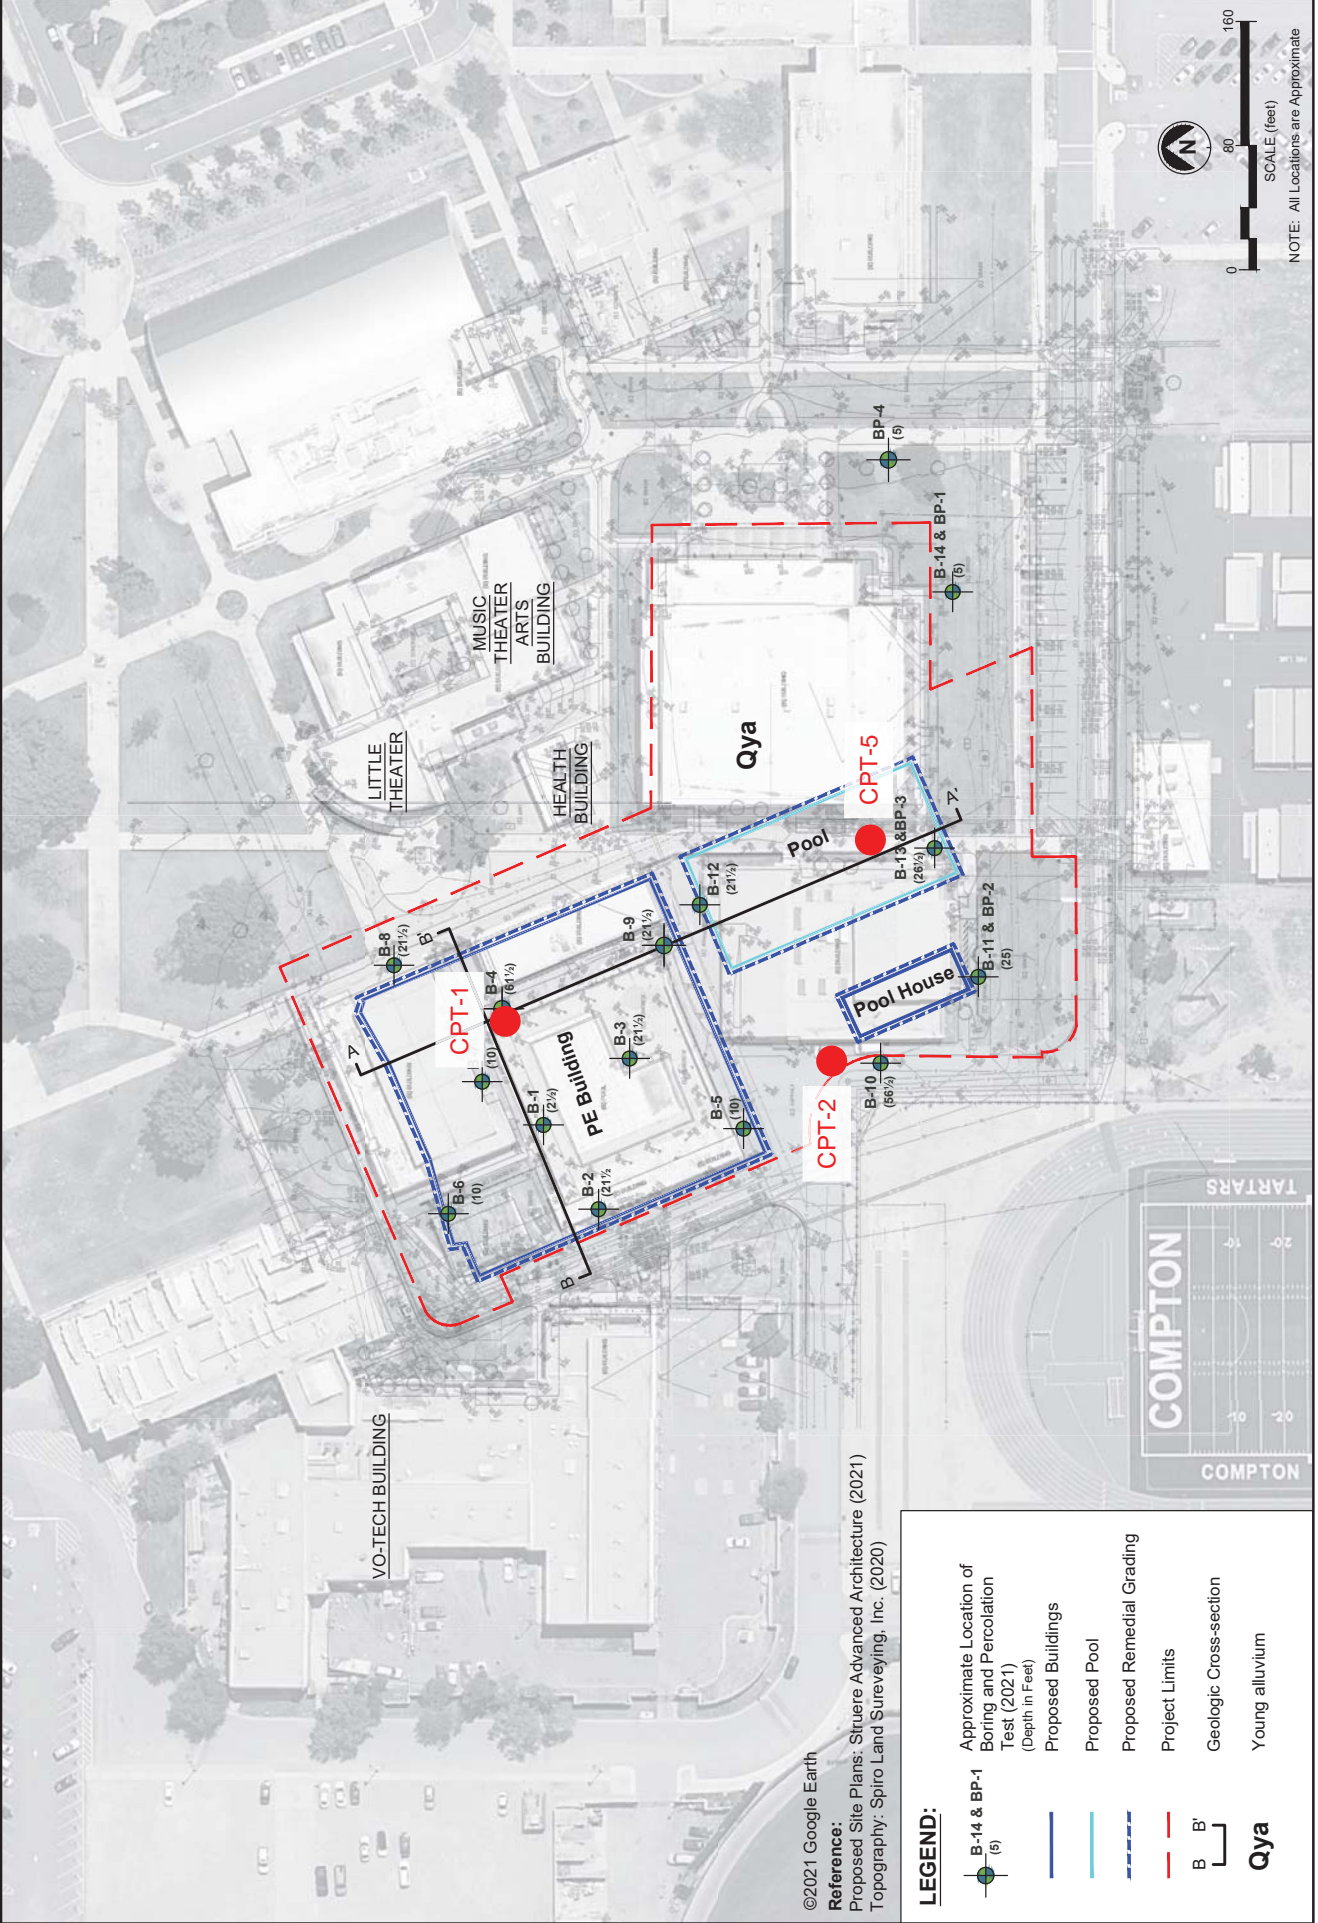 VO-TECH BUILDING
LITTLE
THEATER
MUSIC
THEATER
ARTS
BUILDING
HEALTH
BUILDING
B-6
(10)
B-2
(21½
B-1
(2½)
(10)
CPT-1
B-4
(61½)
B-8
(21½)
A
B'
B
PE Building
B-3
(21½)
B-5
(10)
B-9
(21½)
B-12
(21½)
Pool
Qya
CPT-5
B-13 &BP-3
(26½)
A'
CPT-2
B-10
(56½)
Pool House
B-11 & BP-2
(25)
B-14 & BP-1
(5)
BP-4
(5)
COMPTON
COMPTON
TARTARS
10
20
10
20
N
0
80
160
SCALE (feet)
NOTE: All Locations are Approximate
©2021 Google Earth
Reference:
Proposed Site Plans: Struere Advanced Architecture (2021)
Topography: Spiro Land Sureveying, Inc. (2020)
LEGEND:
B-14 & BP-1
(5)
Approximate Location of
Boring and Percolation
Test (2021)
(Depth in Feet)
Proposed Buildings
Proposed Pool
Proposed Remedial Grading
Project Limits
B B'
Geologic Cross-section
Qya
Young alluvium